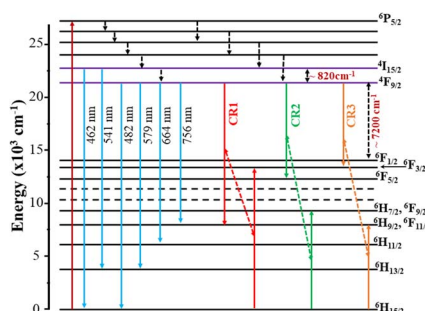 ⁶P₅/₂
⁴I₁₅/₂
~ 820cm⁻¹
⁴F₉/₂
462 nm
541 nm
482 nm
579 nm
664 nm
756 nm
CR1
CR2
CR3
~ 7200 cm⁻¹
⁶F₁/₂
⁶F₃/₂
⁶F₅/₂
⁶H₇/₂, ⁶F₉/₂
⁶H₉/₂, ⁶F₁₁/
⁶H₁₁/₂
⁶H₁₃/₂
⁶H₁₅/₂
Energy (x10³ cm⁻¹)
25
20
15
10
5
0